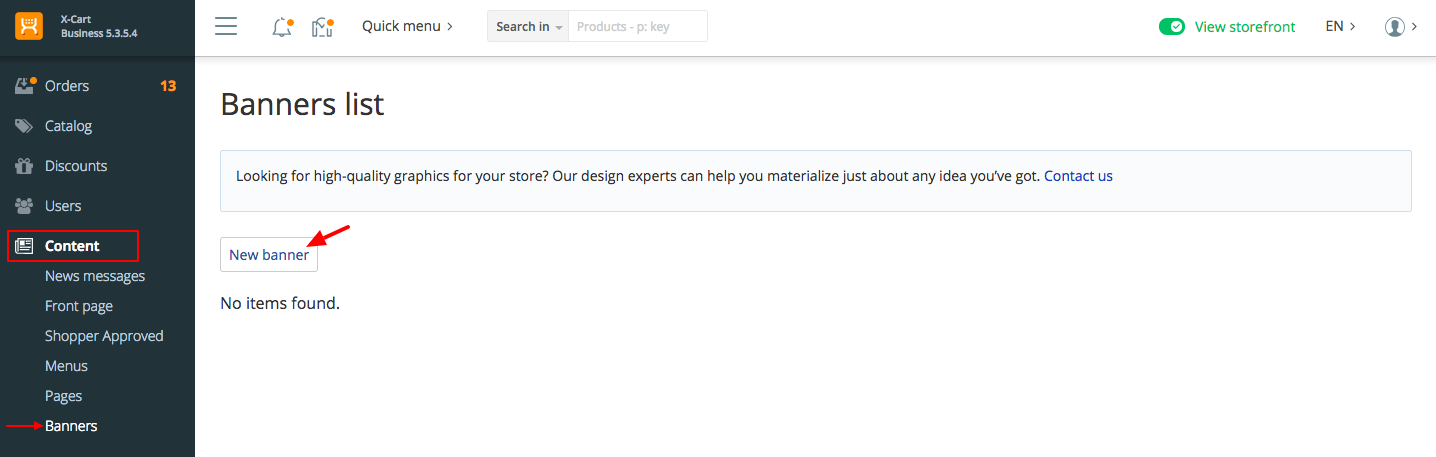 X-Cart
Business 5.3.5.4
Quick menu
Search in
Products - p: key
View storefront
EN
Orders 13
Catalog
Discounts
Users
Content
News messages
Front page
Shopper Approved
Menus
Pages
Banners
Banners list
Looking for high-quality graphics for your store? Our design experts can help you materialize just about any idea you’ve got. Contact us
New banner
No items found.